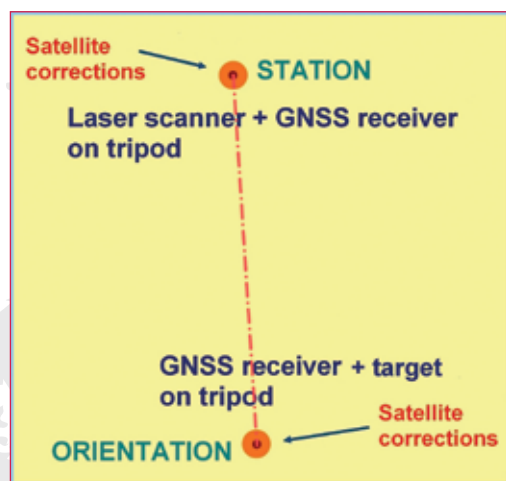 Satellite
corrections
STATION
Laser scanner + GNSS receiver
on tripod
GNSS receiver + target
on tripod
Satellite
corrections
ORIENTATION